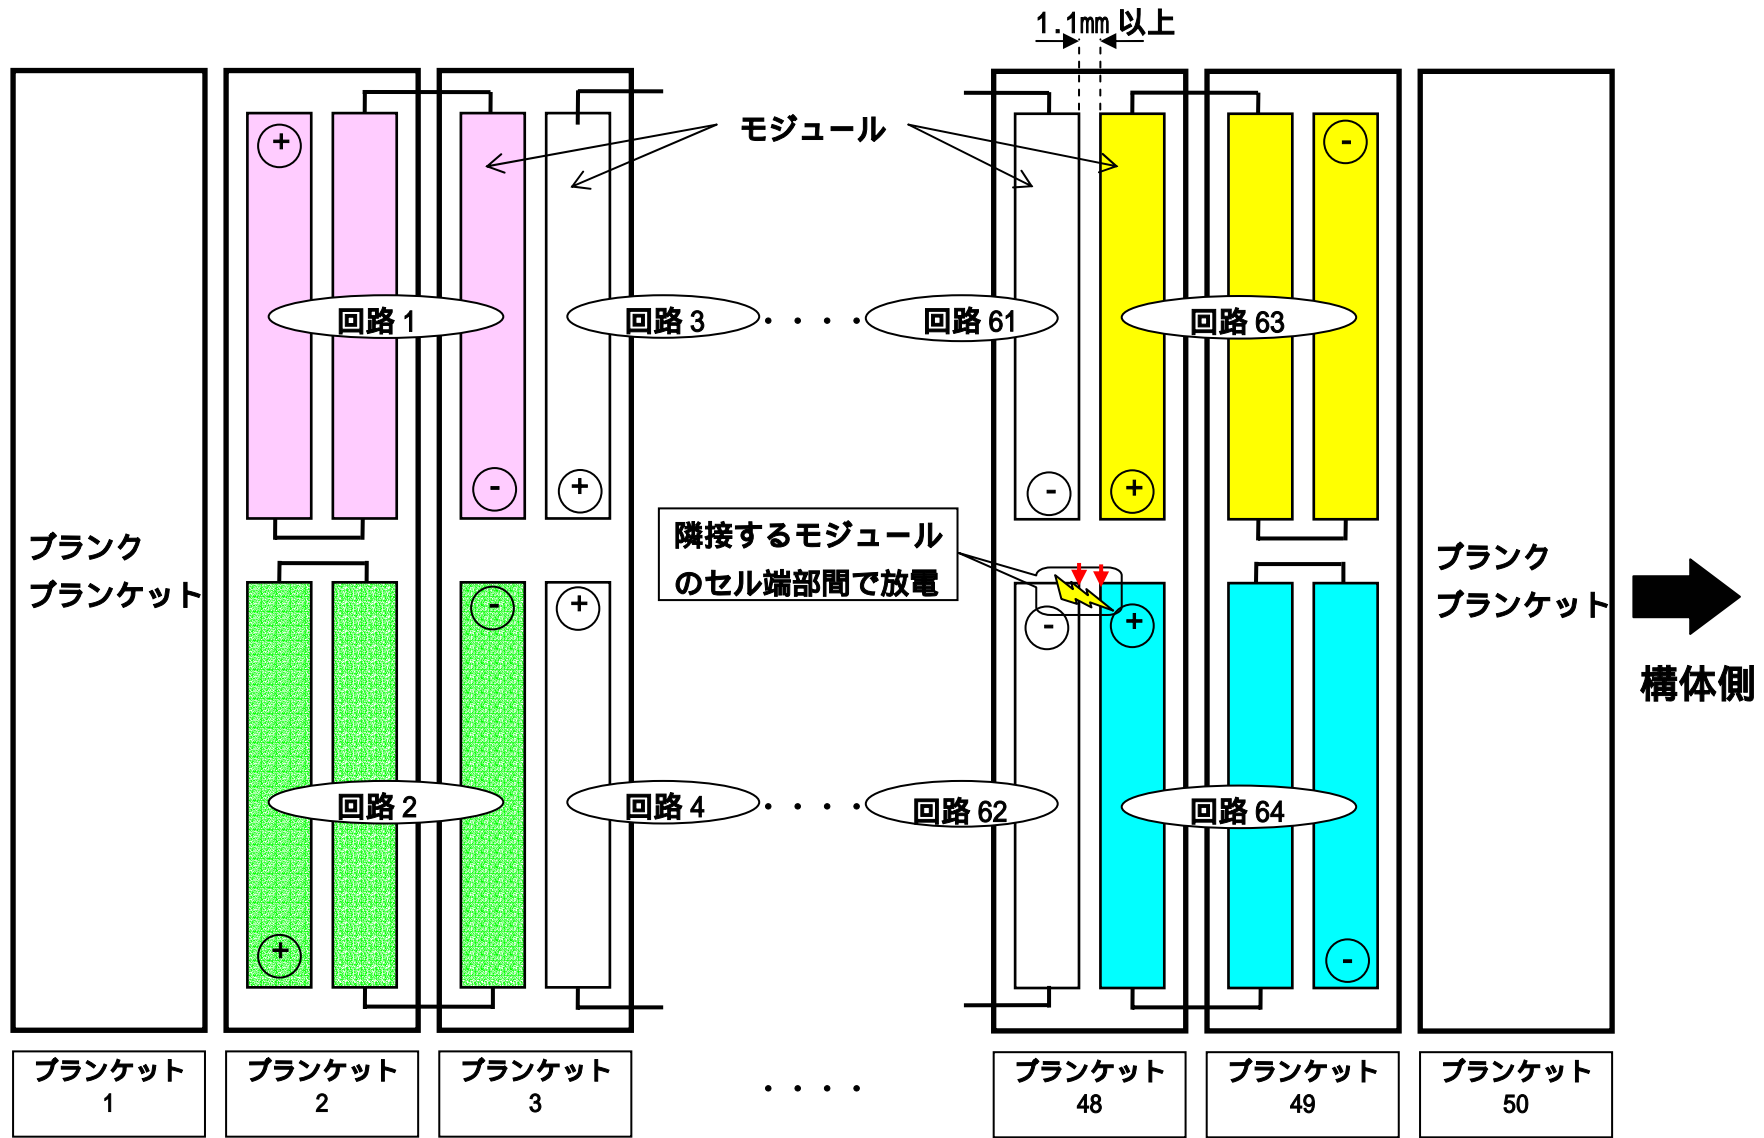 1.1mm 以上
モジュール
+
-
回路 1
回路 3
・・・・
回路 61
回路 63
-
+
-
+
隣接するモジュール
のセル端部間で放電
ブランク
ブランケット
ブランク
ブランケット
構体側
-
+
-
+
回路 2
回路 4
・・・・
回路 62
回路 64
+
-
ブランケット
1
ブランケット
2
ブランケット
3
・・・・
ブランケット
48
ブランケット
49
ブランケット
50